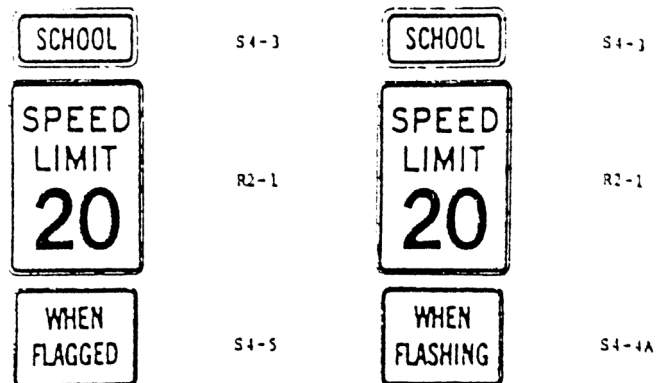 SCHOOL S4-3
SPEED
LIMIT
20
R2-1
WHEN
FLAGGED
S4-5
SCHOOL S4-3
SPEED
LIMIT
20
R2-1
WHEN
FLASHING
S4-4A